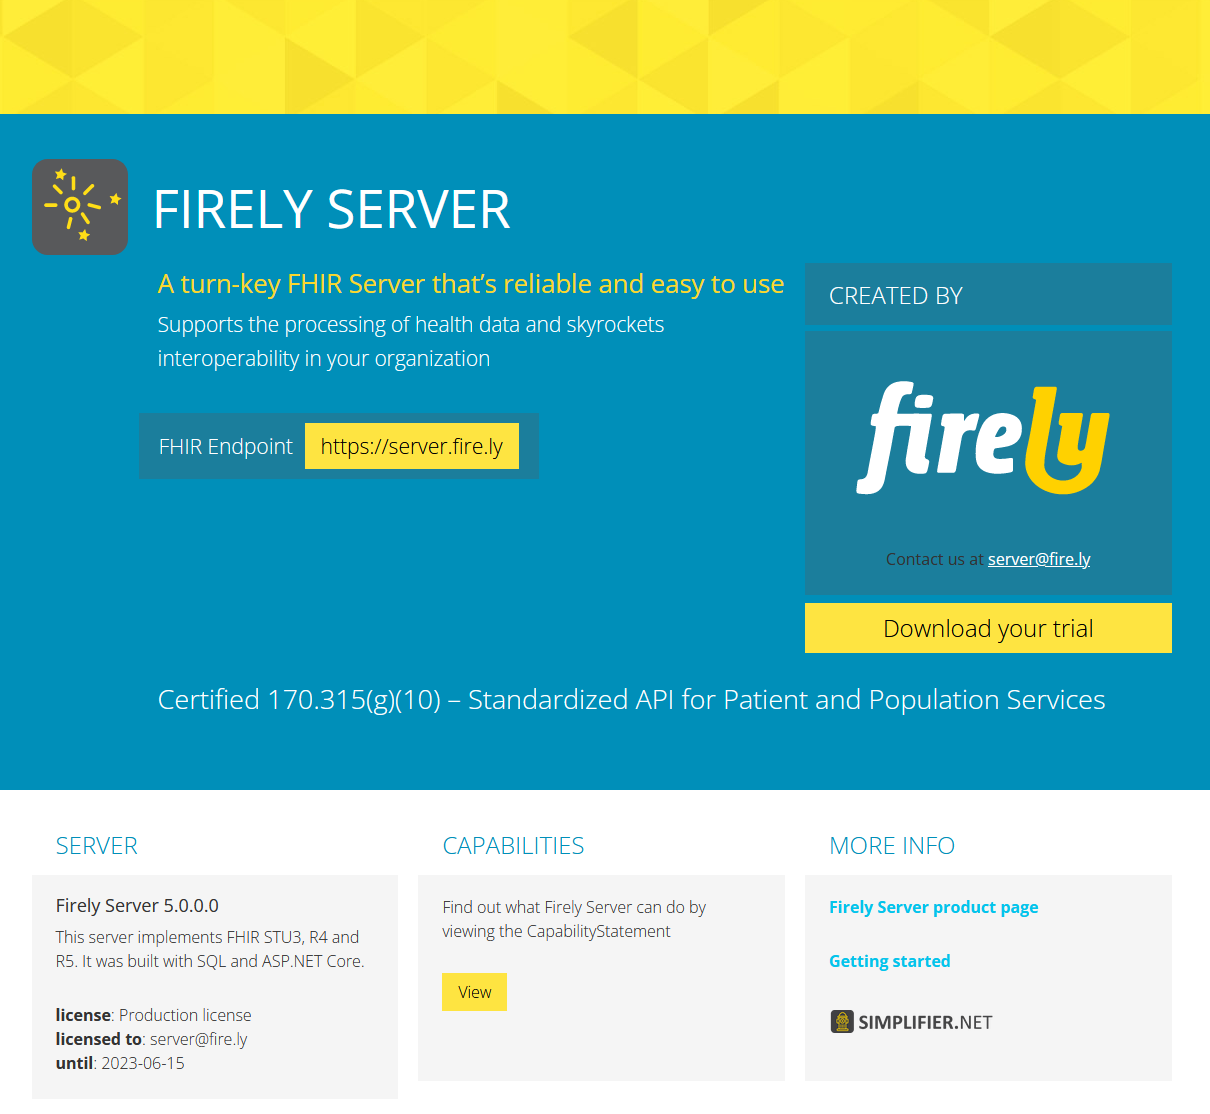 FIRELY SERVER
A turn-key FHIR Server that’s reliable and easy to use
Supports the processing of health data and skyrockets
interoperability in your organization
FHIR Endpoint https://server.fire.ly
CREATED BY
firely
Contact us at server@fire.ly
Download your trial
Certified 170.315(g)(10) – Standardized API for Patient and Population Services
SERVER
Firely Server 5.0.0.0
This server implements FHIR STU3, R4 and
R5. It was built with SQL and ASP.NET Core.
license: Production license
licensed to: server@fire.ly
until: 2023-06-15
CAPABILITIES
Find out what Firely Server can do by
viewing the CapabilityStatement
View
MORE INFO
Firely Server product page
Getting started
SIMPLIFIER.NET